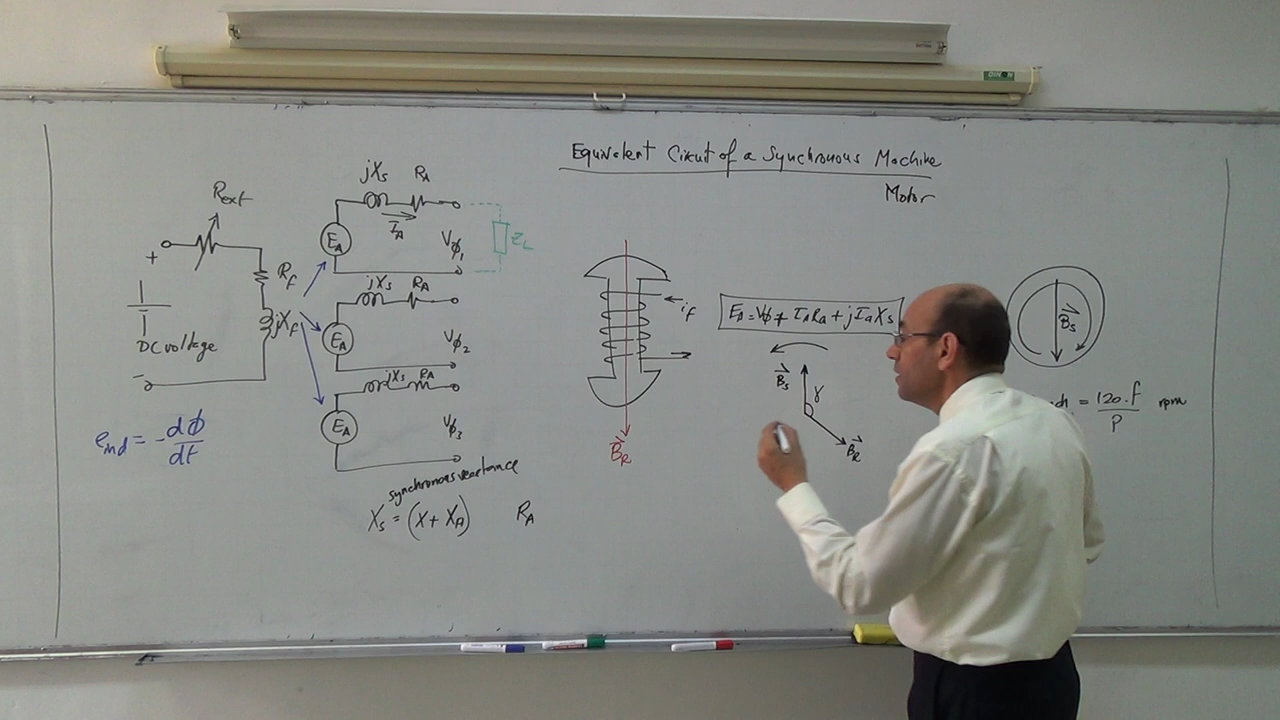 Equivalent Circuit of a Synchronous Machine
Motor
Rext
+
Rf
jXf
DC voltage
-
eind = -dϕ/dt
jXs RA
IA
EA
Vϕ1
ZL
jXs RA
EA
Vϕ2
jXs RA
EA
Vϕ3
synchronous reactance
Xs = (X + XA) RA
if
BR
EA = Vϕ + IARA + jIaXs
Bs
γ
BR
Bs
ch. = 120.f/P rpm